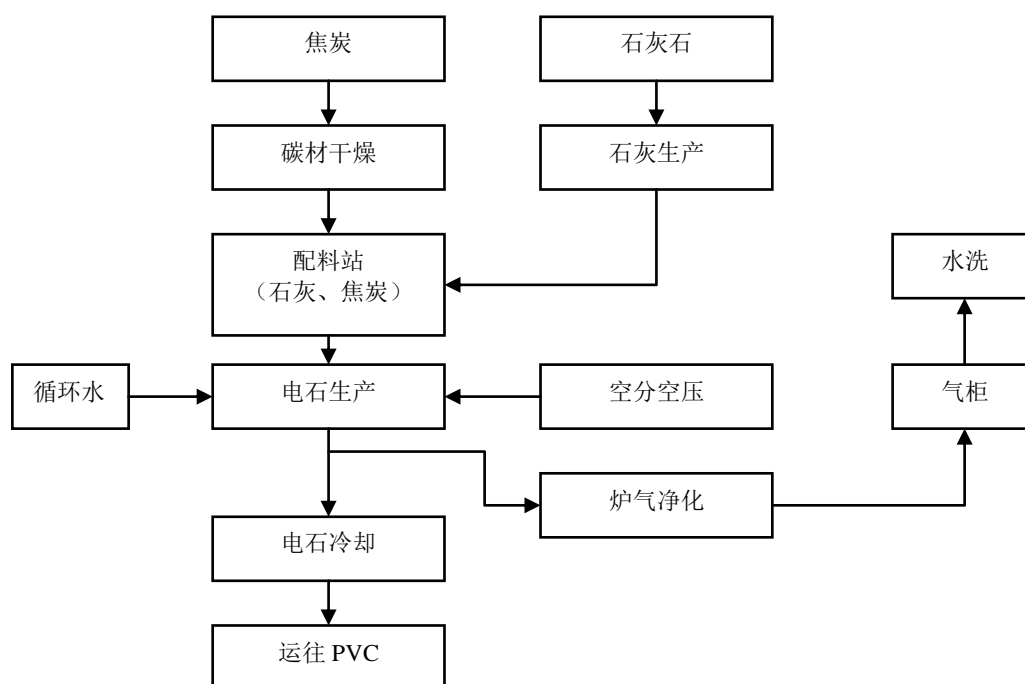 焦炭
石灰石
碳材干燥
石灰生产
配料站
（石灰、焦炭）
水洗
循环水
电石生产
空分空压
气柜
炉气净化
电石冷却
运往 PVC